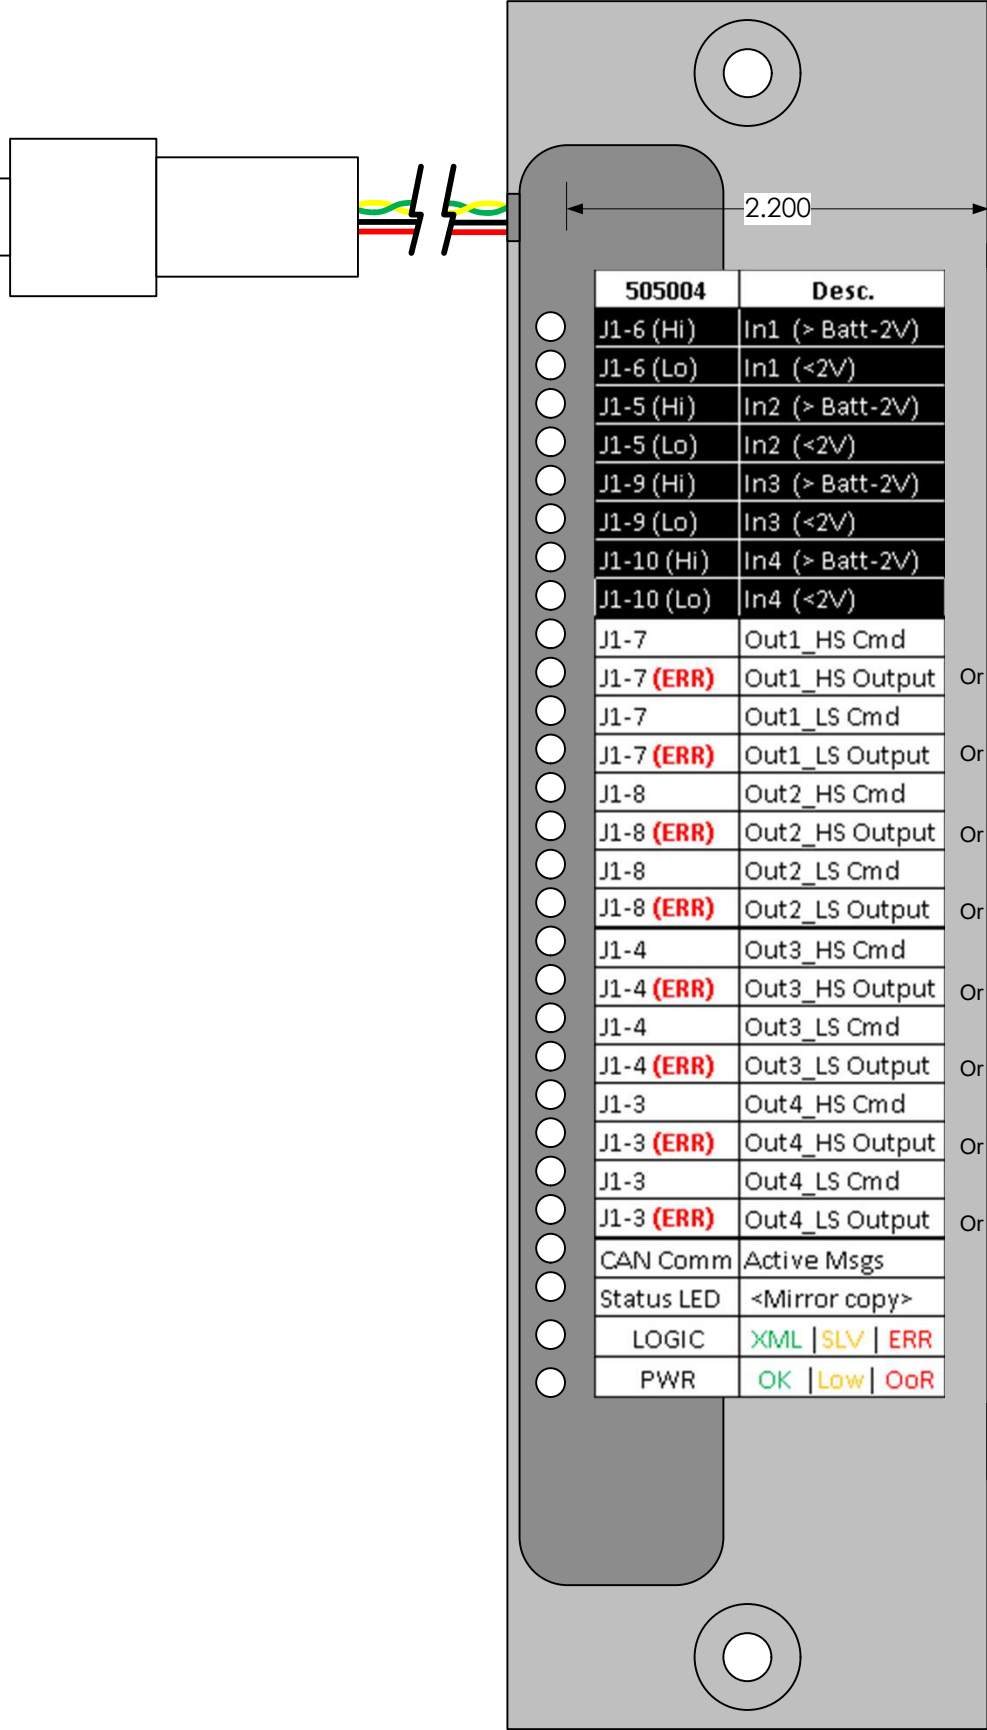 2.200
505004 Desc.
J1-6 (Hi) In1 (> Batt-2V)
J1-6 (Lo) In1 (<2V)
J1-5 (Hi) In2 (> Batt-2V)
J1-5 (Lo) In2 (<2V)
J1-9 (Hi) In3 (> Batt-2V)
J1-9 (Lo) In3 (<2V)
J1-10 (Hi) In4 (> Batt-2V)
J1-10 (Lo) In4 (<2V)
J1-7 Out1_HS Cmd
J1-7 (ERR) Out1_HS Output Or
J1-7 Out1_LS Cmd
J1-7 (ERR) Out1_LS Output Or
J1-8 Out2_HS Cmd
J1-8 (ERR) Out2_HS Output Or
J1-8 Out2_LS Cmd
J1-8 (ERR) Out2_LS Output Or
J1-4 Out3_HS Cmd
J1-4 (ERR) Out3_HS Output Or
J1-4 Out3_LS Cmd
J1-4 (ERR) Out3_LS Output Or
J1-3 Out4_HS Cmd
J1-3 (ERR) Out4_HS Output Or
J1-3 Out4_LS Cmd
J1-3 (ERR) Out4_LS Output Or
CAN Comm Active Msgs
Status LED <Mirror copy>
LOGIC XML | SLV | ERR
PWR OK | Low | OoR